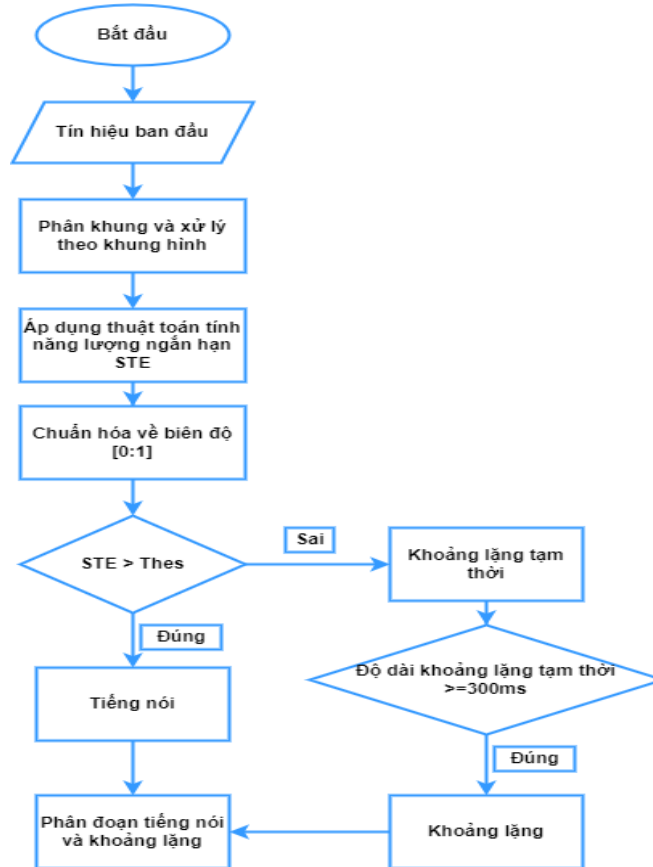 Bắt đầu
Tín hiệu ban đầu
Phân khung và xử lý
theo khung hình
Áp dụng thuật toán tính
năng lượng ngắn hạn
STE
Chuẩn hóa về biên độ
[0:1]
STE > Thes
Sai
Khoảng lặng tạm
thời
Đúng
Độ dài khoảng lặng tạm thời
>=300ms
Tiếng nói
Đúng
Phân đoạn tiếng nói
và khoảng lặng
Khoảng lặng